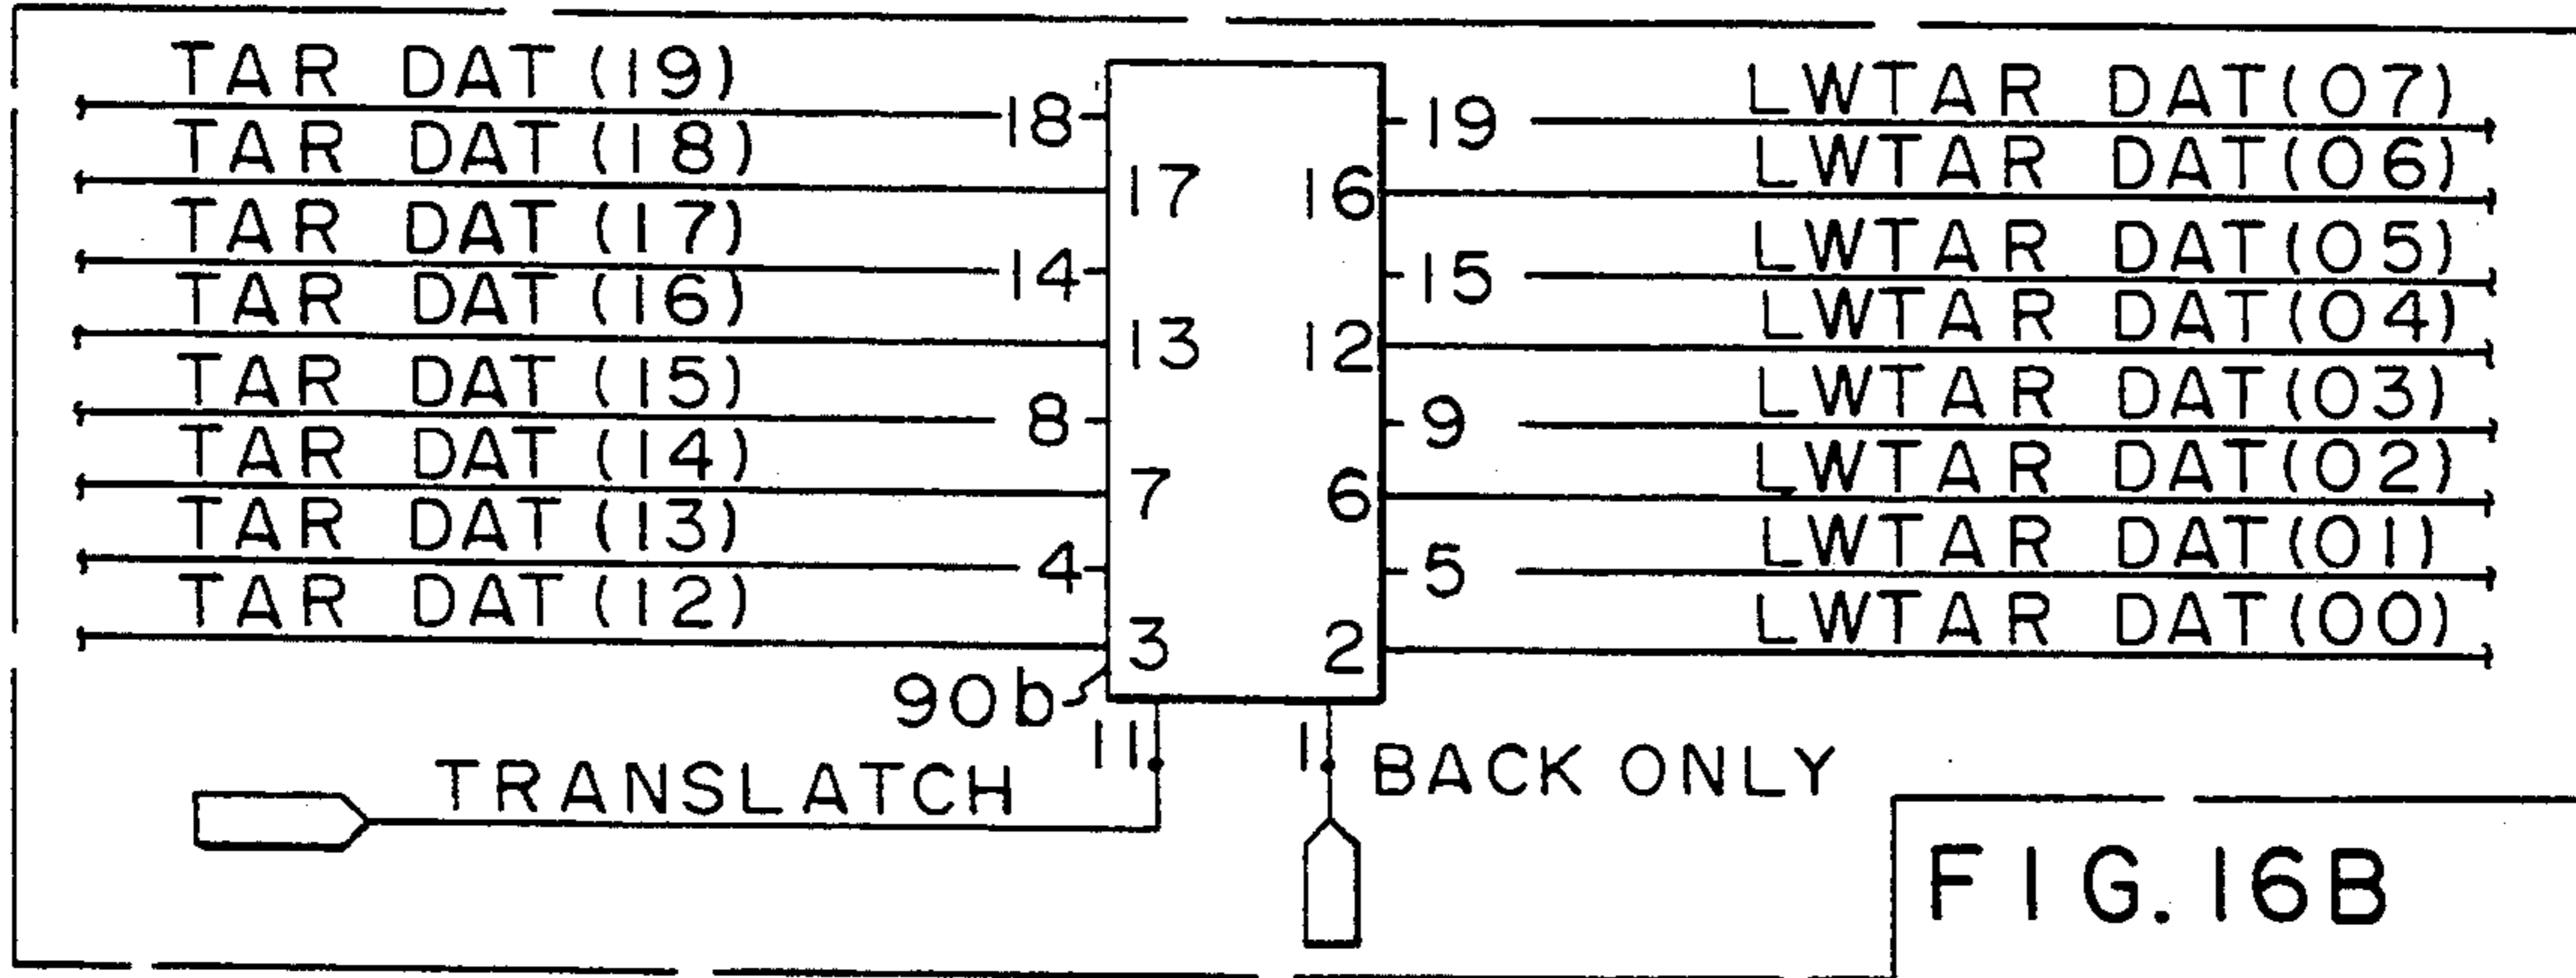 TAR DAT (19) 18 19 LWTAR DAT(07)
TAR DAT (18) 17 16 LWTAR DAT(06)
TAR DAT (17) 14 15 LWTAR DAT(05)
TAR DAT (16) 13 12 LWTAR DAT(04)
TAR DAT (15) 8 9 LWTAR DAT(03)
TAR DAT (14) 7 6 LWTAR DAT(02)
TAR DAT (13) 4 5 LWTAR DAT(01)
TAR DAT (12) 3 2 LWTAR DAT(00)
90b
TRANSLATCH 11 1 BACK ONLY
FIG. 16B